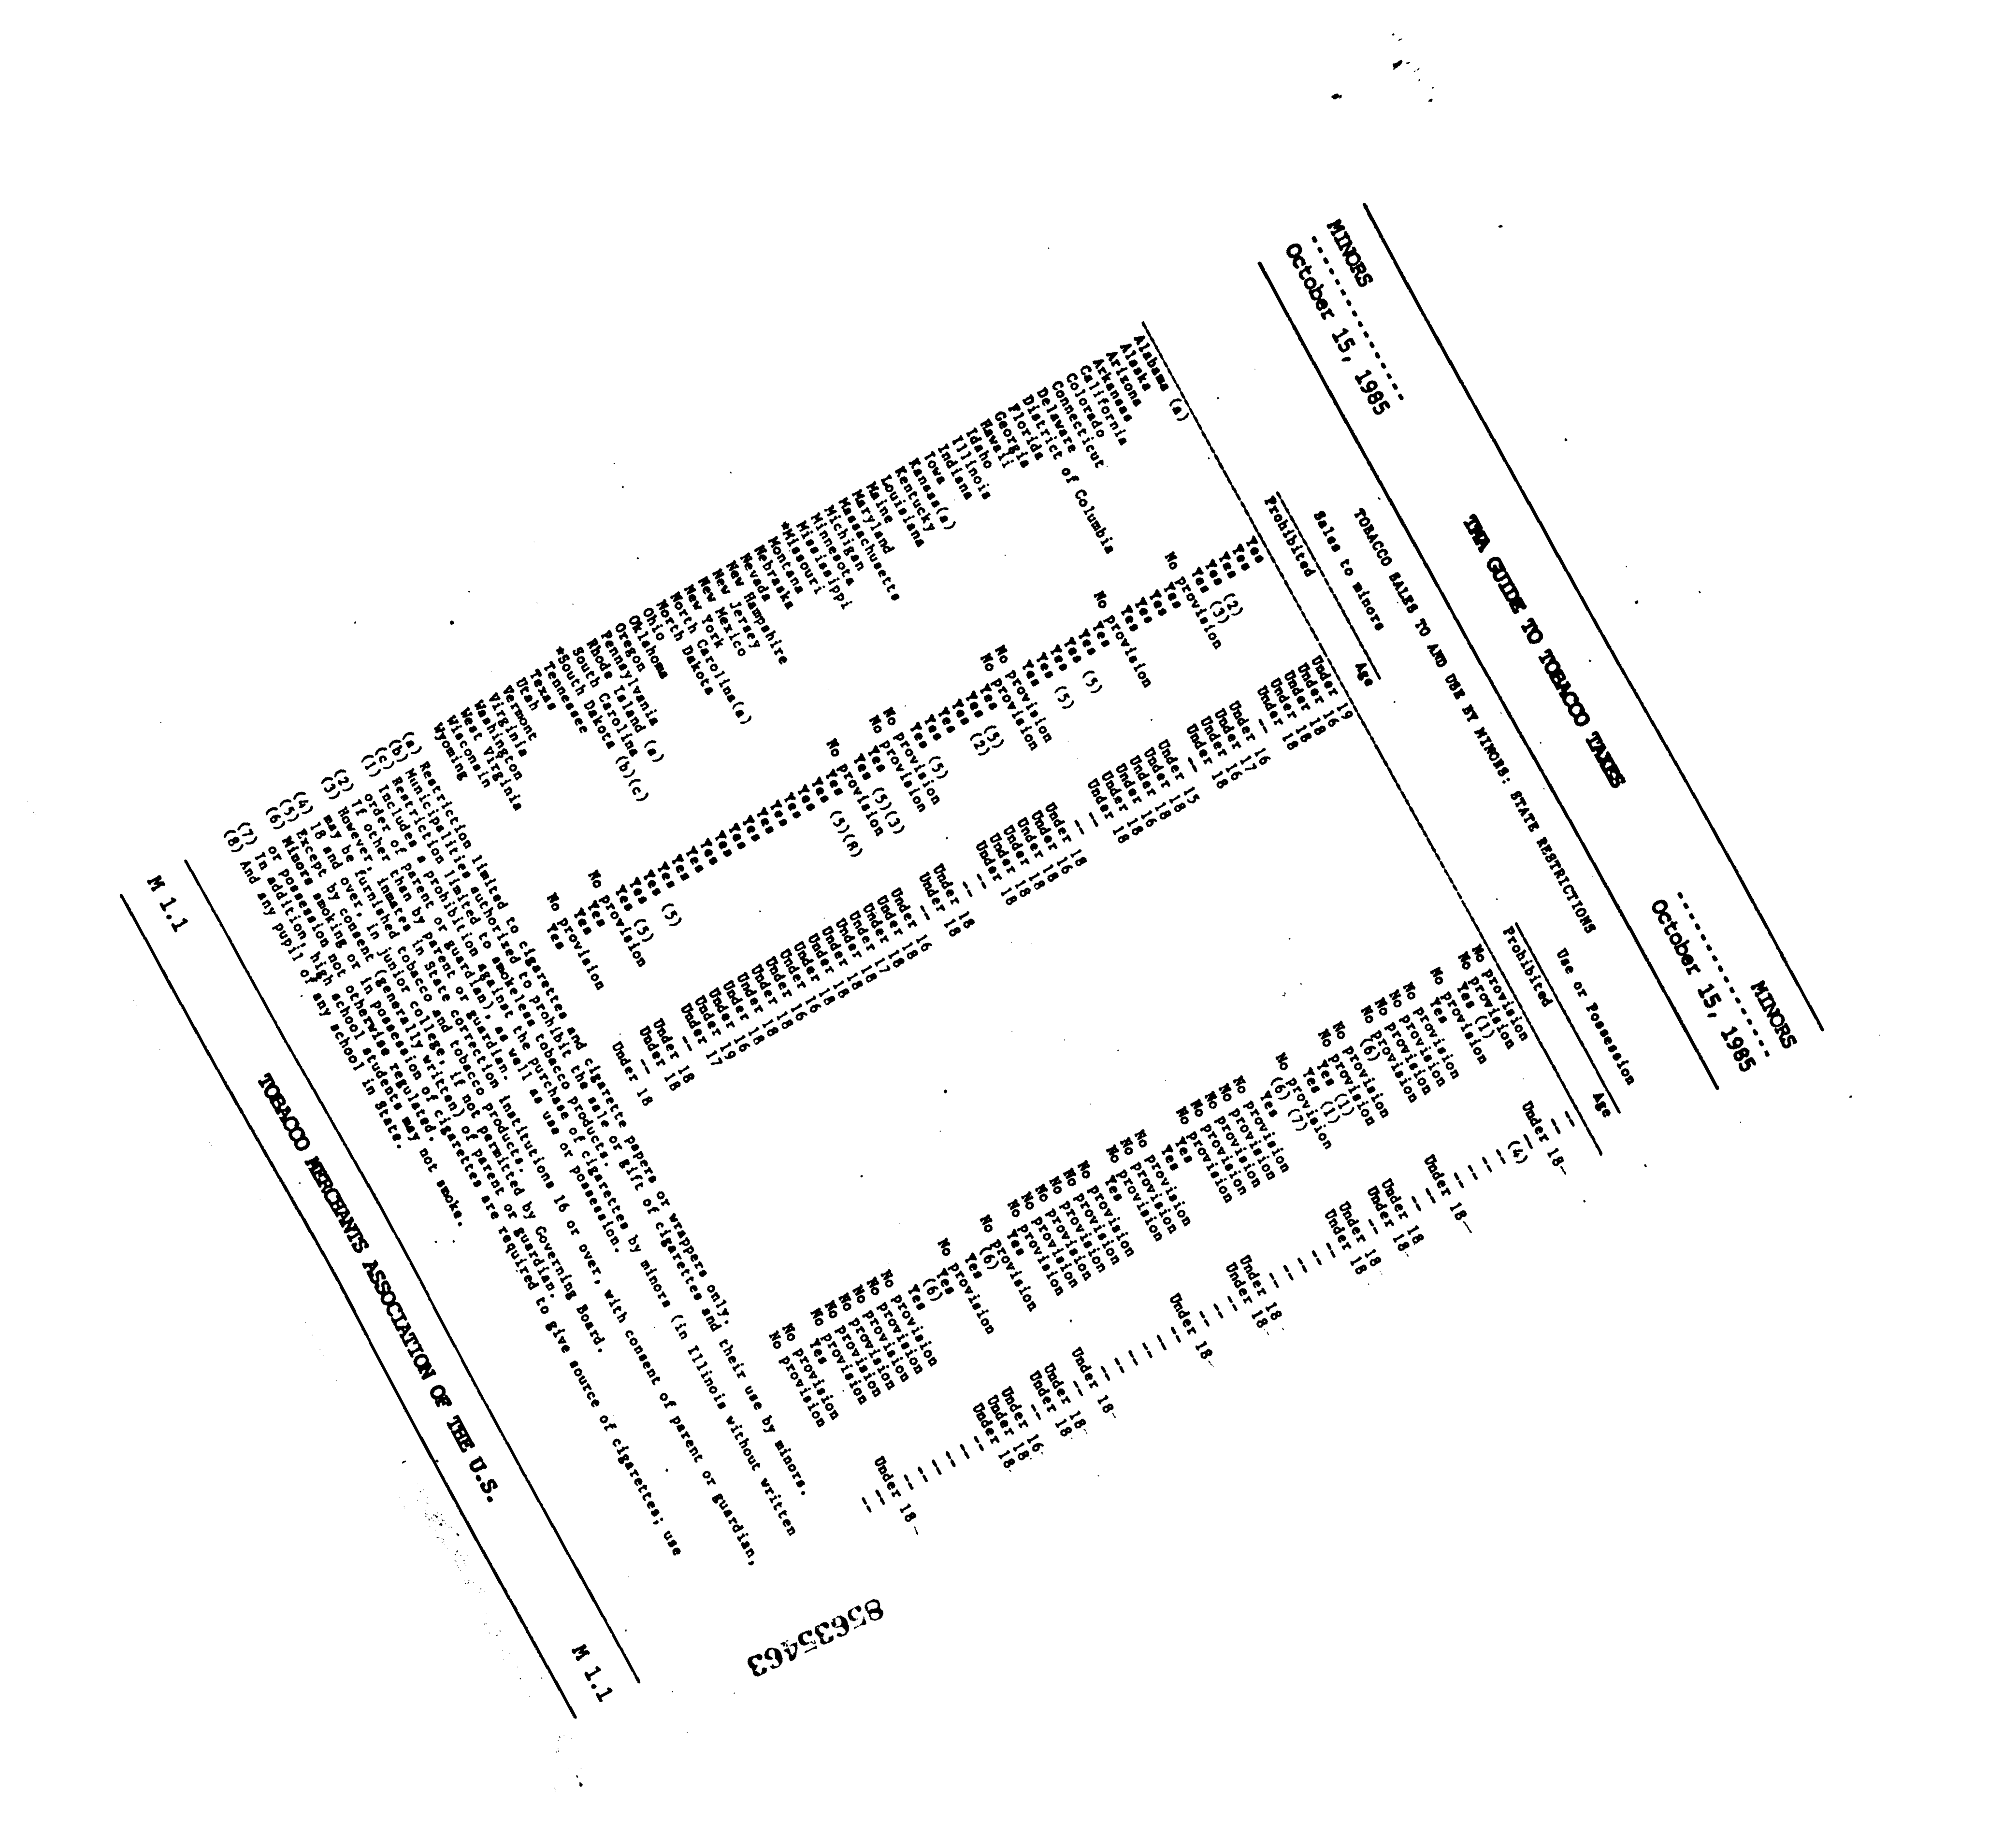 MINORS MINORS
October 15, 1985 TMA GUIDE TO TOBACCO TAXES October 15, 1985
TOBACCO SALES TO AND USE BY MINORS: STATE RESTRICTIONS
Sales to minors Use or Possession
Prohibited Age Prohibited Age
Alabama (a) Yes Under 19 No provision --
Alaska Yes Under 16 No provision --
Arizona Yes Under 18 Yes (1) Under 18
Arkansas Yes (2) Under 18 No provision --
California Yes (3) Under 18 Yes (4)
Colorado No provision -- No provision --
Connecticut Yes Under 16 No provision --
Delaware Yes Under 17 No provision --
District of Columbia Yes Under 16 No provision --
Florida Yes Under 18 (6) Under 18
Georgia No provision -- No provision --
Hawaii Yes Under 15 No provision --
Idaho Yes Under 18 Yes (1) Under 18
Illinois Yes (5) Under 18 Yes (1) Under 18
Indiana Yes Under 16 No provision --
Iowa Yes (5) Under 18 (6) (7) Under 18
Kansas(a) Yes Under 18 Yes Under 18
Kentucky No provision -- No provision --
Louisiana No provision -- No provision --
Maine Yes Under 18 No provision --
Maryland Yes (5) Under 16 No provision --
Massachusetts Yes (2) Under 18 No provision --
Michigan Yes Under 18 Yes Under 18
Minnesota Yes Under 18 Yes Under 18
Mississippi Yes (5) Under 18 No provision --
*Missouri No provision -- No provision --
Montana No provision -- No provision --
Nebraska Yes Under 18 Yes Under 18
Nevada Yes (5)(3) Under 18 No provision --
New Hampshire No provision -- No provision --
New Jersey Yes Under 16 No provision --
New Mexico Yes (5)(8) Under 18 No provision --
New York Yes Under 18 No provision --
North Carolina(a) Yes Under 17 No provision --
North Dakota Yes Under 18 Yes Under 18
Ohio Yes Under 18 No provision --
Oklahoma Yes Under 18 (6) Under 18
Oregon Yes Under 18 Yes Under 18
Pennsylvania Yes Under 16 No provision --
Rhode Island (a) Yes Under 16 Yes Under 16
South Carolina Yes Under 18 (6) Under 18
*South Dakota (b)(c) Yes Under 18 Yes Under 18
Tennessee Yes Under 18 No provision --
Texas Yes (5) Under 16 No provision --
Utah Yes Under 19 No provision --
Vermont Yes (5) Under 17 No provision --
Virginia No provision -- No provision --
Washington Yes Under 18 No provision --
West Virginia Yes Under 18 Yes Under 18
Wisconsin No provision -- No provision --
Wyoming Yes Under 18 No provision --
(a) Restriction limited to cigarettes and cigarette papers or wrappers only.
(b) Municipalities authorized to prohibit the sale or gift of cigarettes and their use by minors.
(c) Restriction limited to smokeless tobacco products.
(1) Includes a prohibition against the purchase of cigarettes by minors (in Illinois without written
order of parent or guardian), as well as use or possession.
(2) If other than by parent or guardian.
(3) However, inmates in State correction institutions 16 or over, with consent of parent or guardian,
may be furnished tobacco and tobacco products.
(4) 18 and over, in junior college, if not permitted by Governing Board.
(5) Except by consent (generally written) of parent or guardian.
(6) Minors smoking or in possession of cigarettes are required to give source of cigarettes; use
or possession not otherwise regulated.
(7) In addition, high school students may not smoke.
(8) And any pupil of any school in State.
M 1.1 TOBACCO MERCHANTS ASSOCIATION OF THE U.S. M 1.1
85635463